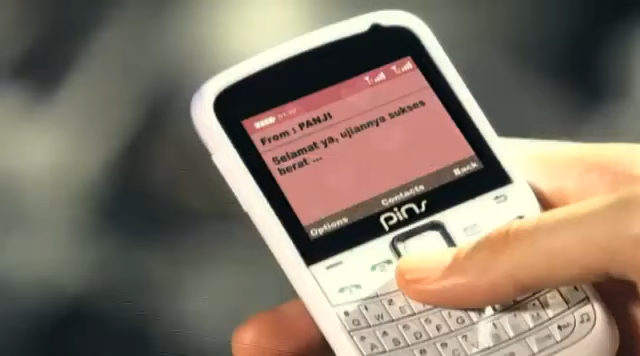 From : PANJI
Selamat ya, ujiannya sukses
berat ...
Options Contacts Back
pins
Q W E
A S D F G